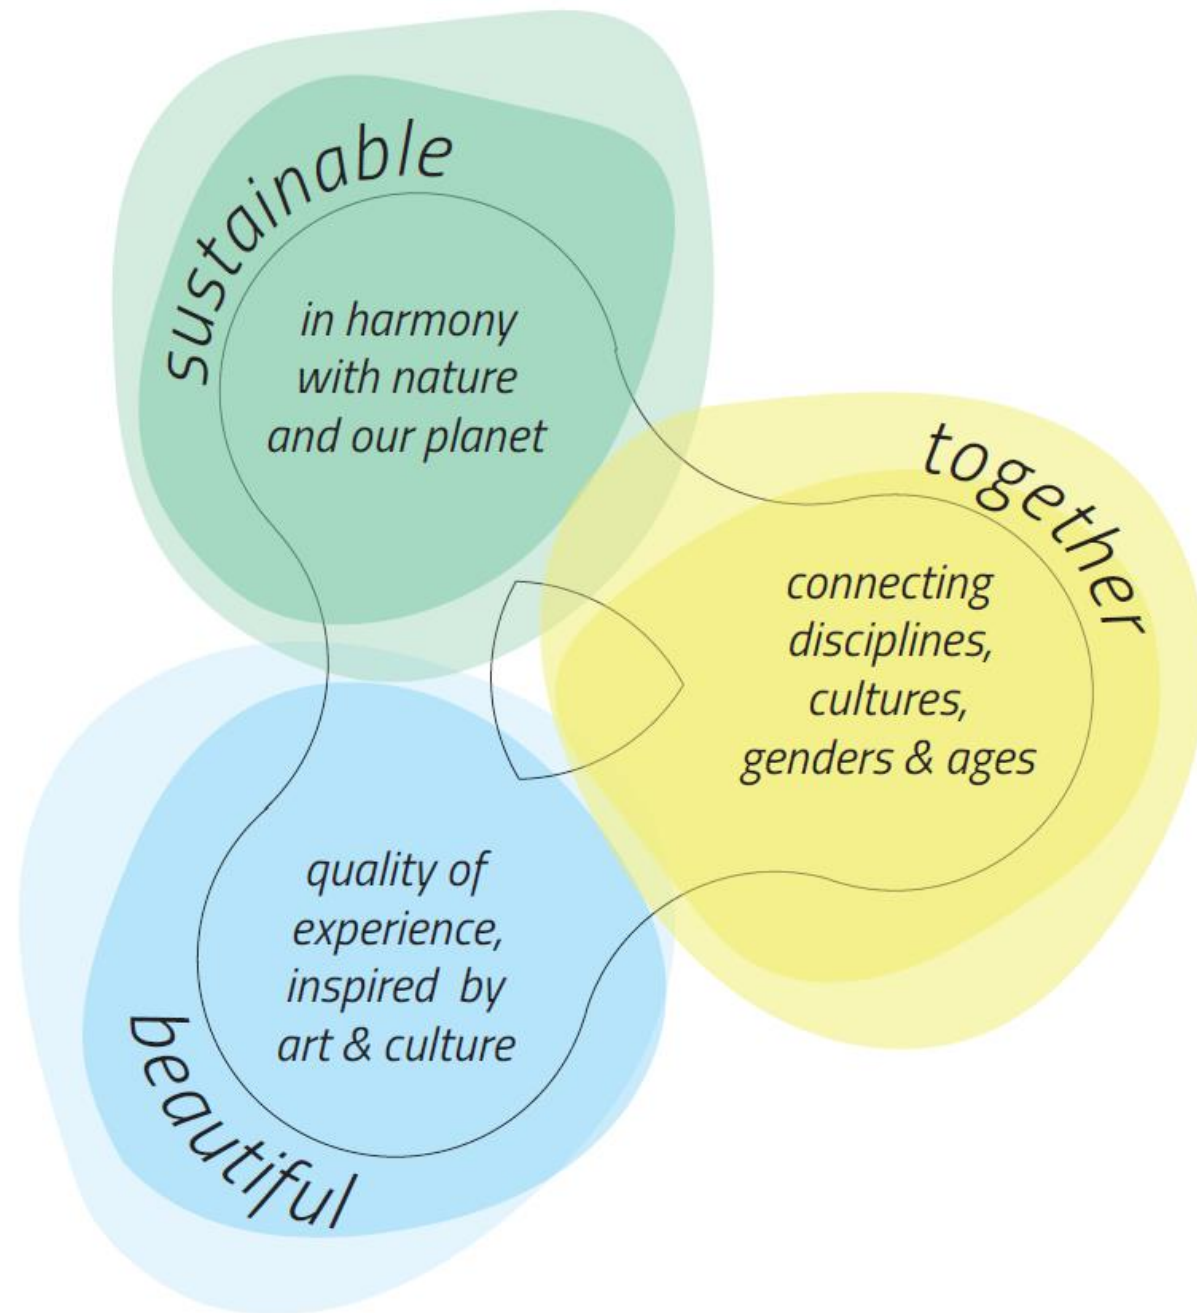 sustainable
in harmony
with nature
and our planet
together
connecting
disciplines,
cultures,
genders & ages
quality of
experience,
inspired by
art & culture
beautiful